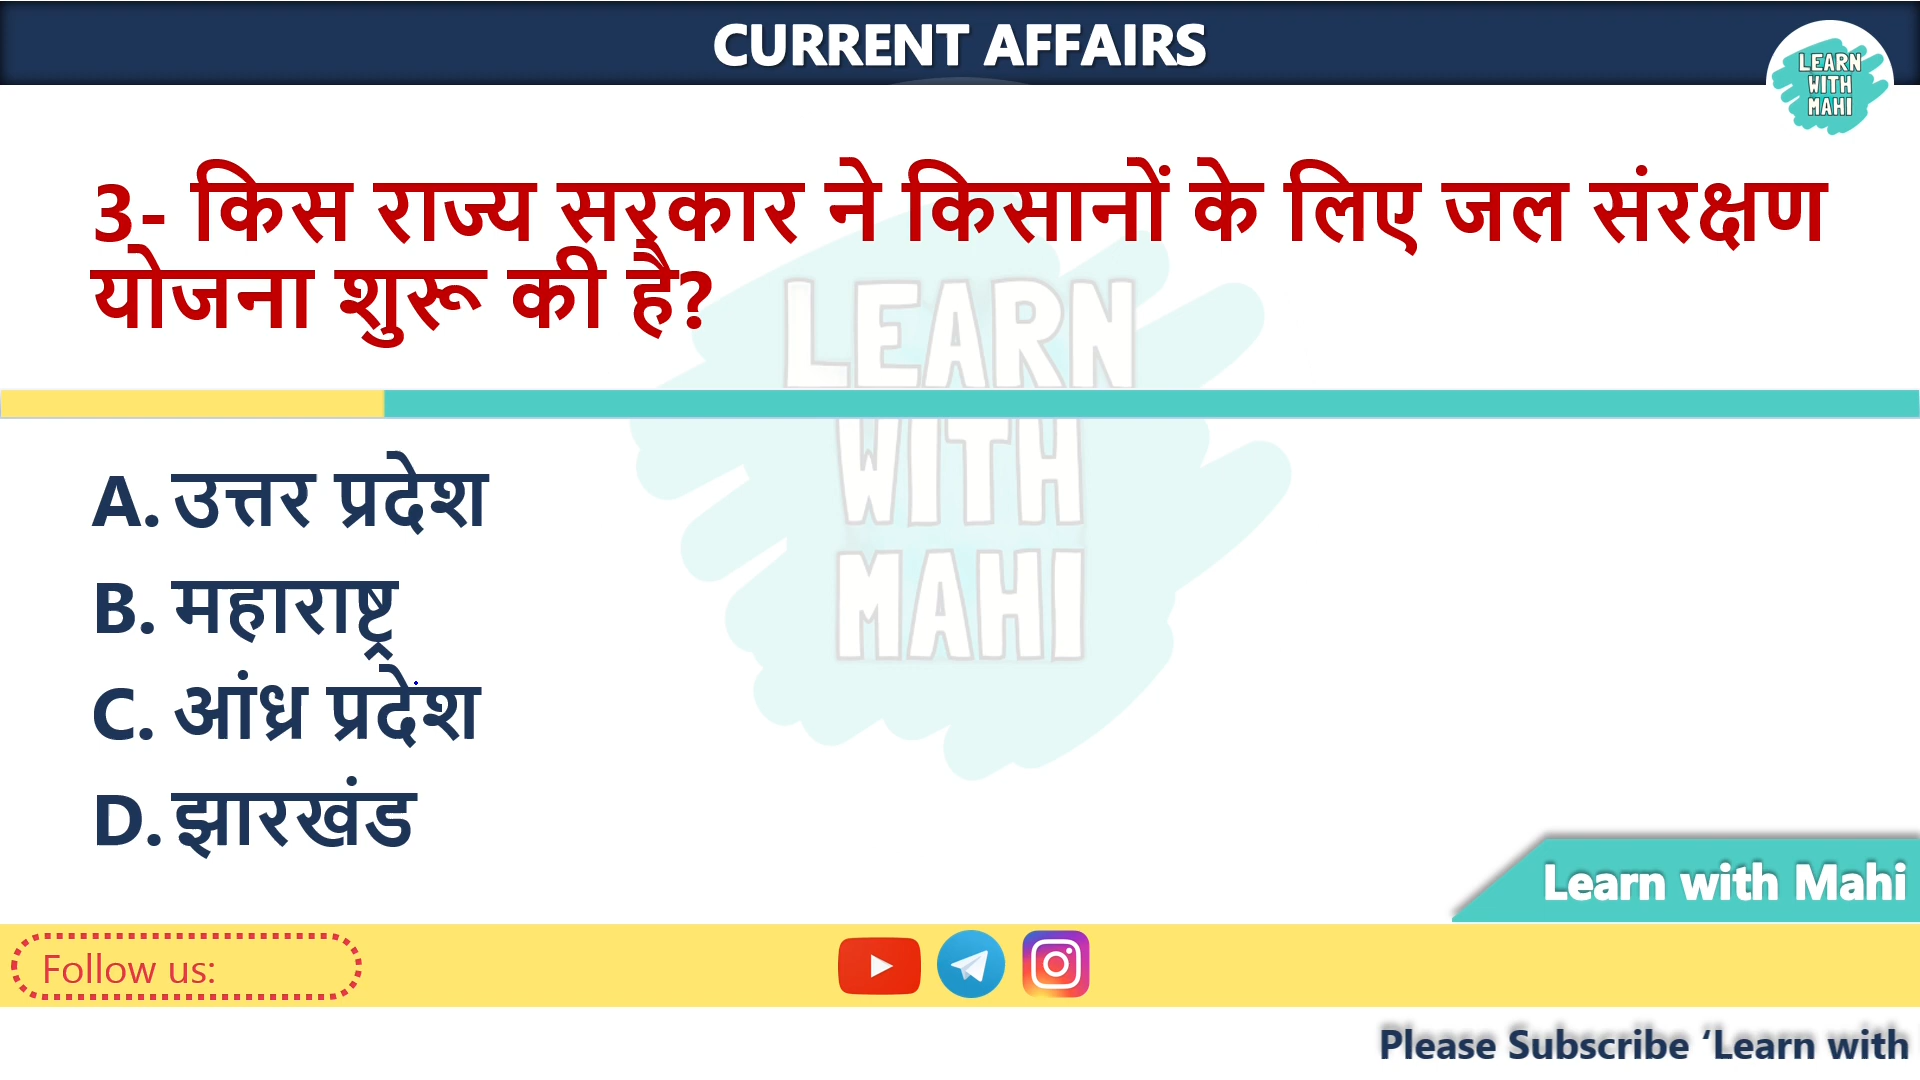 CURRENT AFFAIRS
LEARN
WITH
MAHI
3- किस राज्य सरकार ने किसानों के लिए जल संरक्षण
योजना शुरू की है?
LEARN
WITH
MAHI
A. उत्तर प्रदेश
B. महाराष्ट्र
C. आंध्र प्रदेश
D. झारखंड
Learn with Mahi
Follow us:
Please Subscribe ‘Learn with